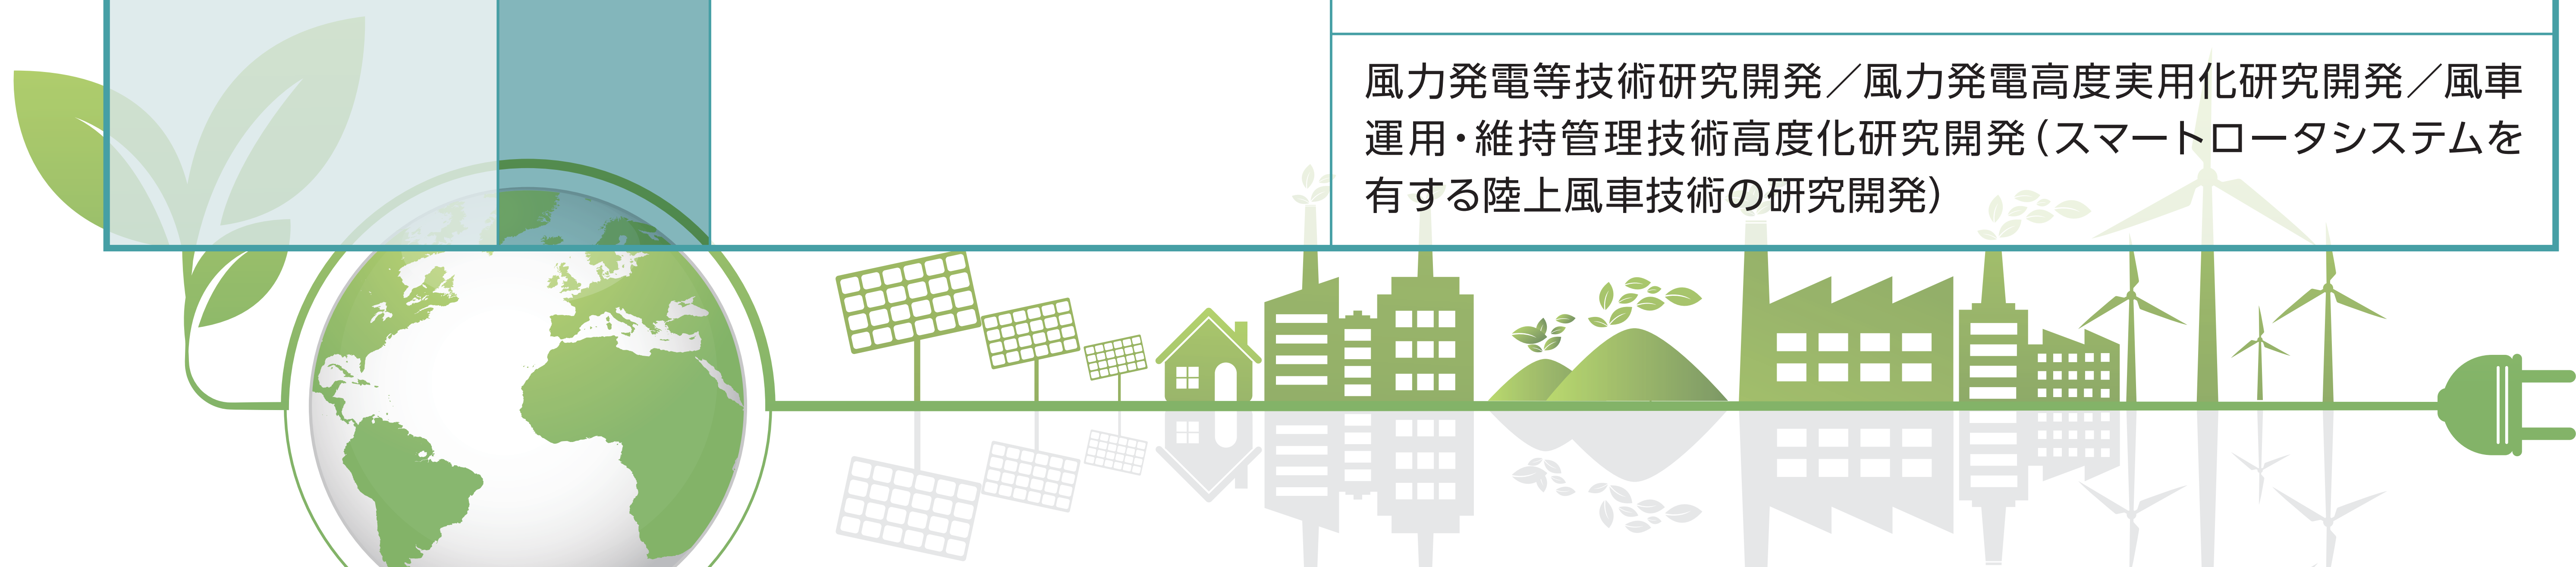 風力発電等技術研究開発／風力発電高度実用化研究開発／風車
運用・維持管理技術高度化研究開発（スマートロータシステムを
有する陸上風車技術の研究開発）